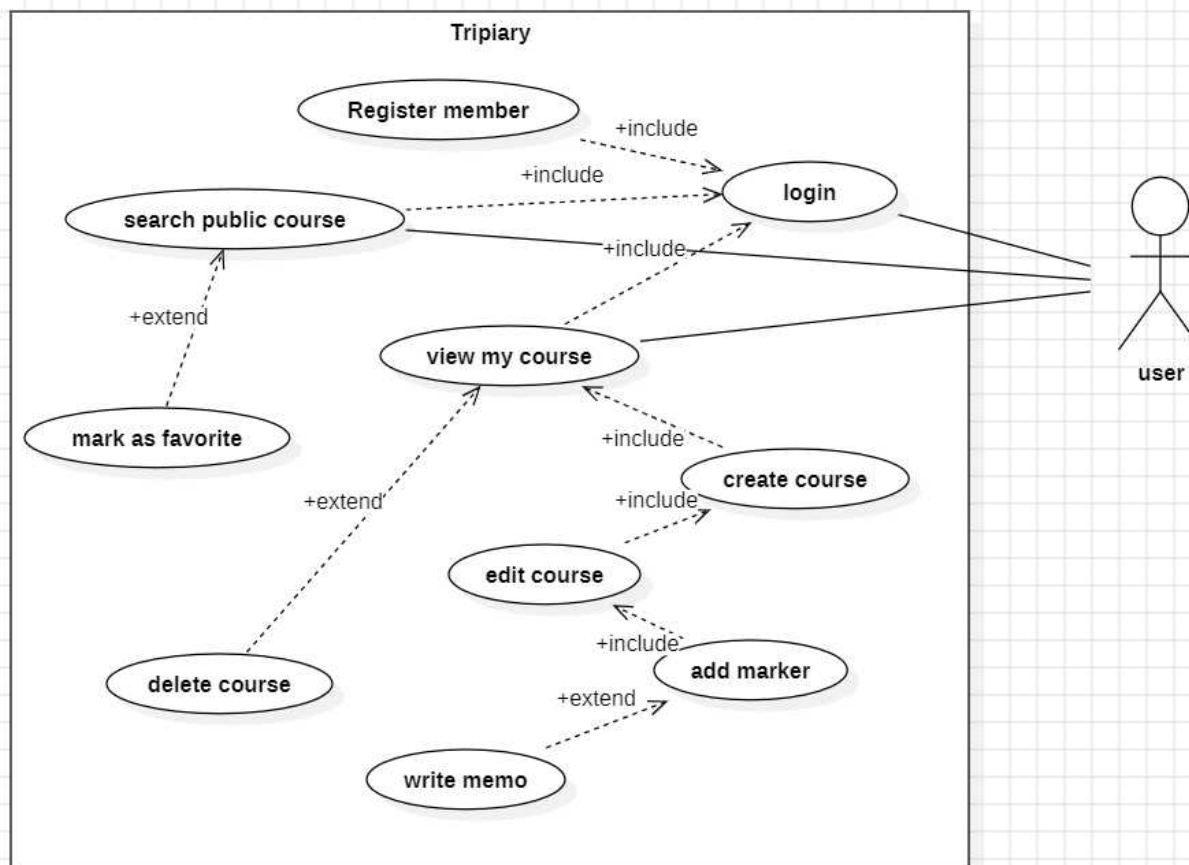 Tripiary
Register member
+include
+include
login
search public course
+include
+extend
view my course
user
mark as favorite
+include
create course
+extend
+include
edit course
+include
add marker
delete course
+extend
write memo